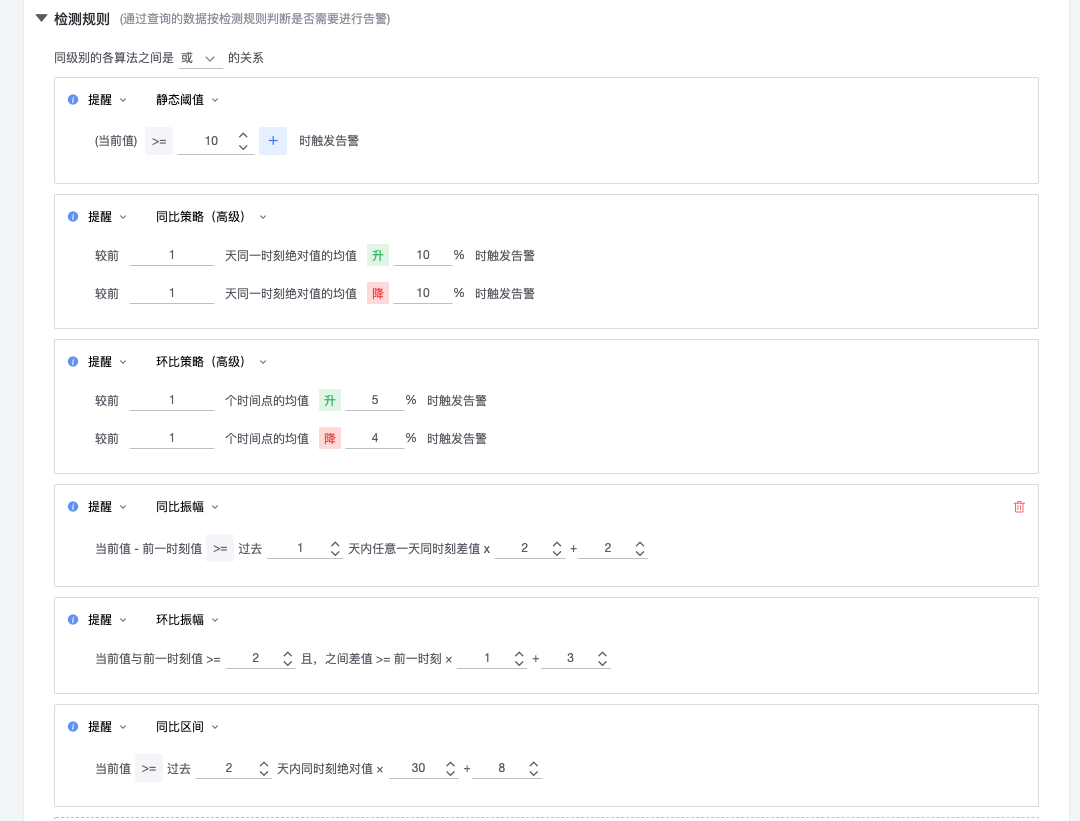 检测规则 (通过查询的数据按检测规则判断是否需要进行告警)
同级别的各算法之间是 或 的关系
提醒 静态阈值
(当前值) >= 10 + 时触发告警
提醒 同比策略（高级）
较前 1 天同一时刻绝对值的均值 升 10 % 时触发告警
较前 1 天同一时刻绝对值的均值 降 10 % 时触发告警
提醒 环比策略（高级）
较前 1 个时间点的均值 升 5 % 时触发告警
较前 1 个时间点的均值 降 4 % 时触发告警
提醒 同比振幅
当前值 - 前一时刻值 >= 过去 1 天内任意一天同时刻差值 x 2 + 2
提醒 环比振幅
当前值与前一时刻值 >= 2 且，之间差值 >= 前一时刻 × 1 + 3
提醒 同比区间
当前值 >= 过去 2 天内同时刻绝对值 × 30 + 8